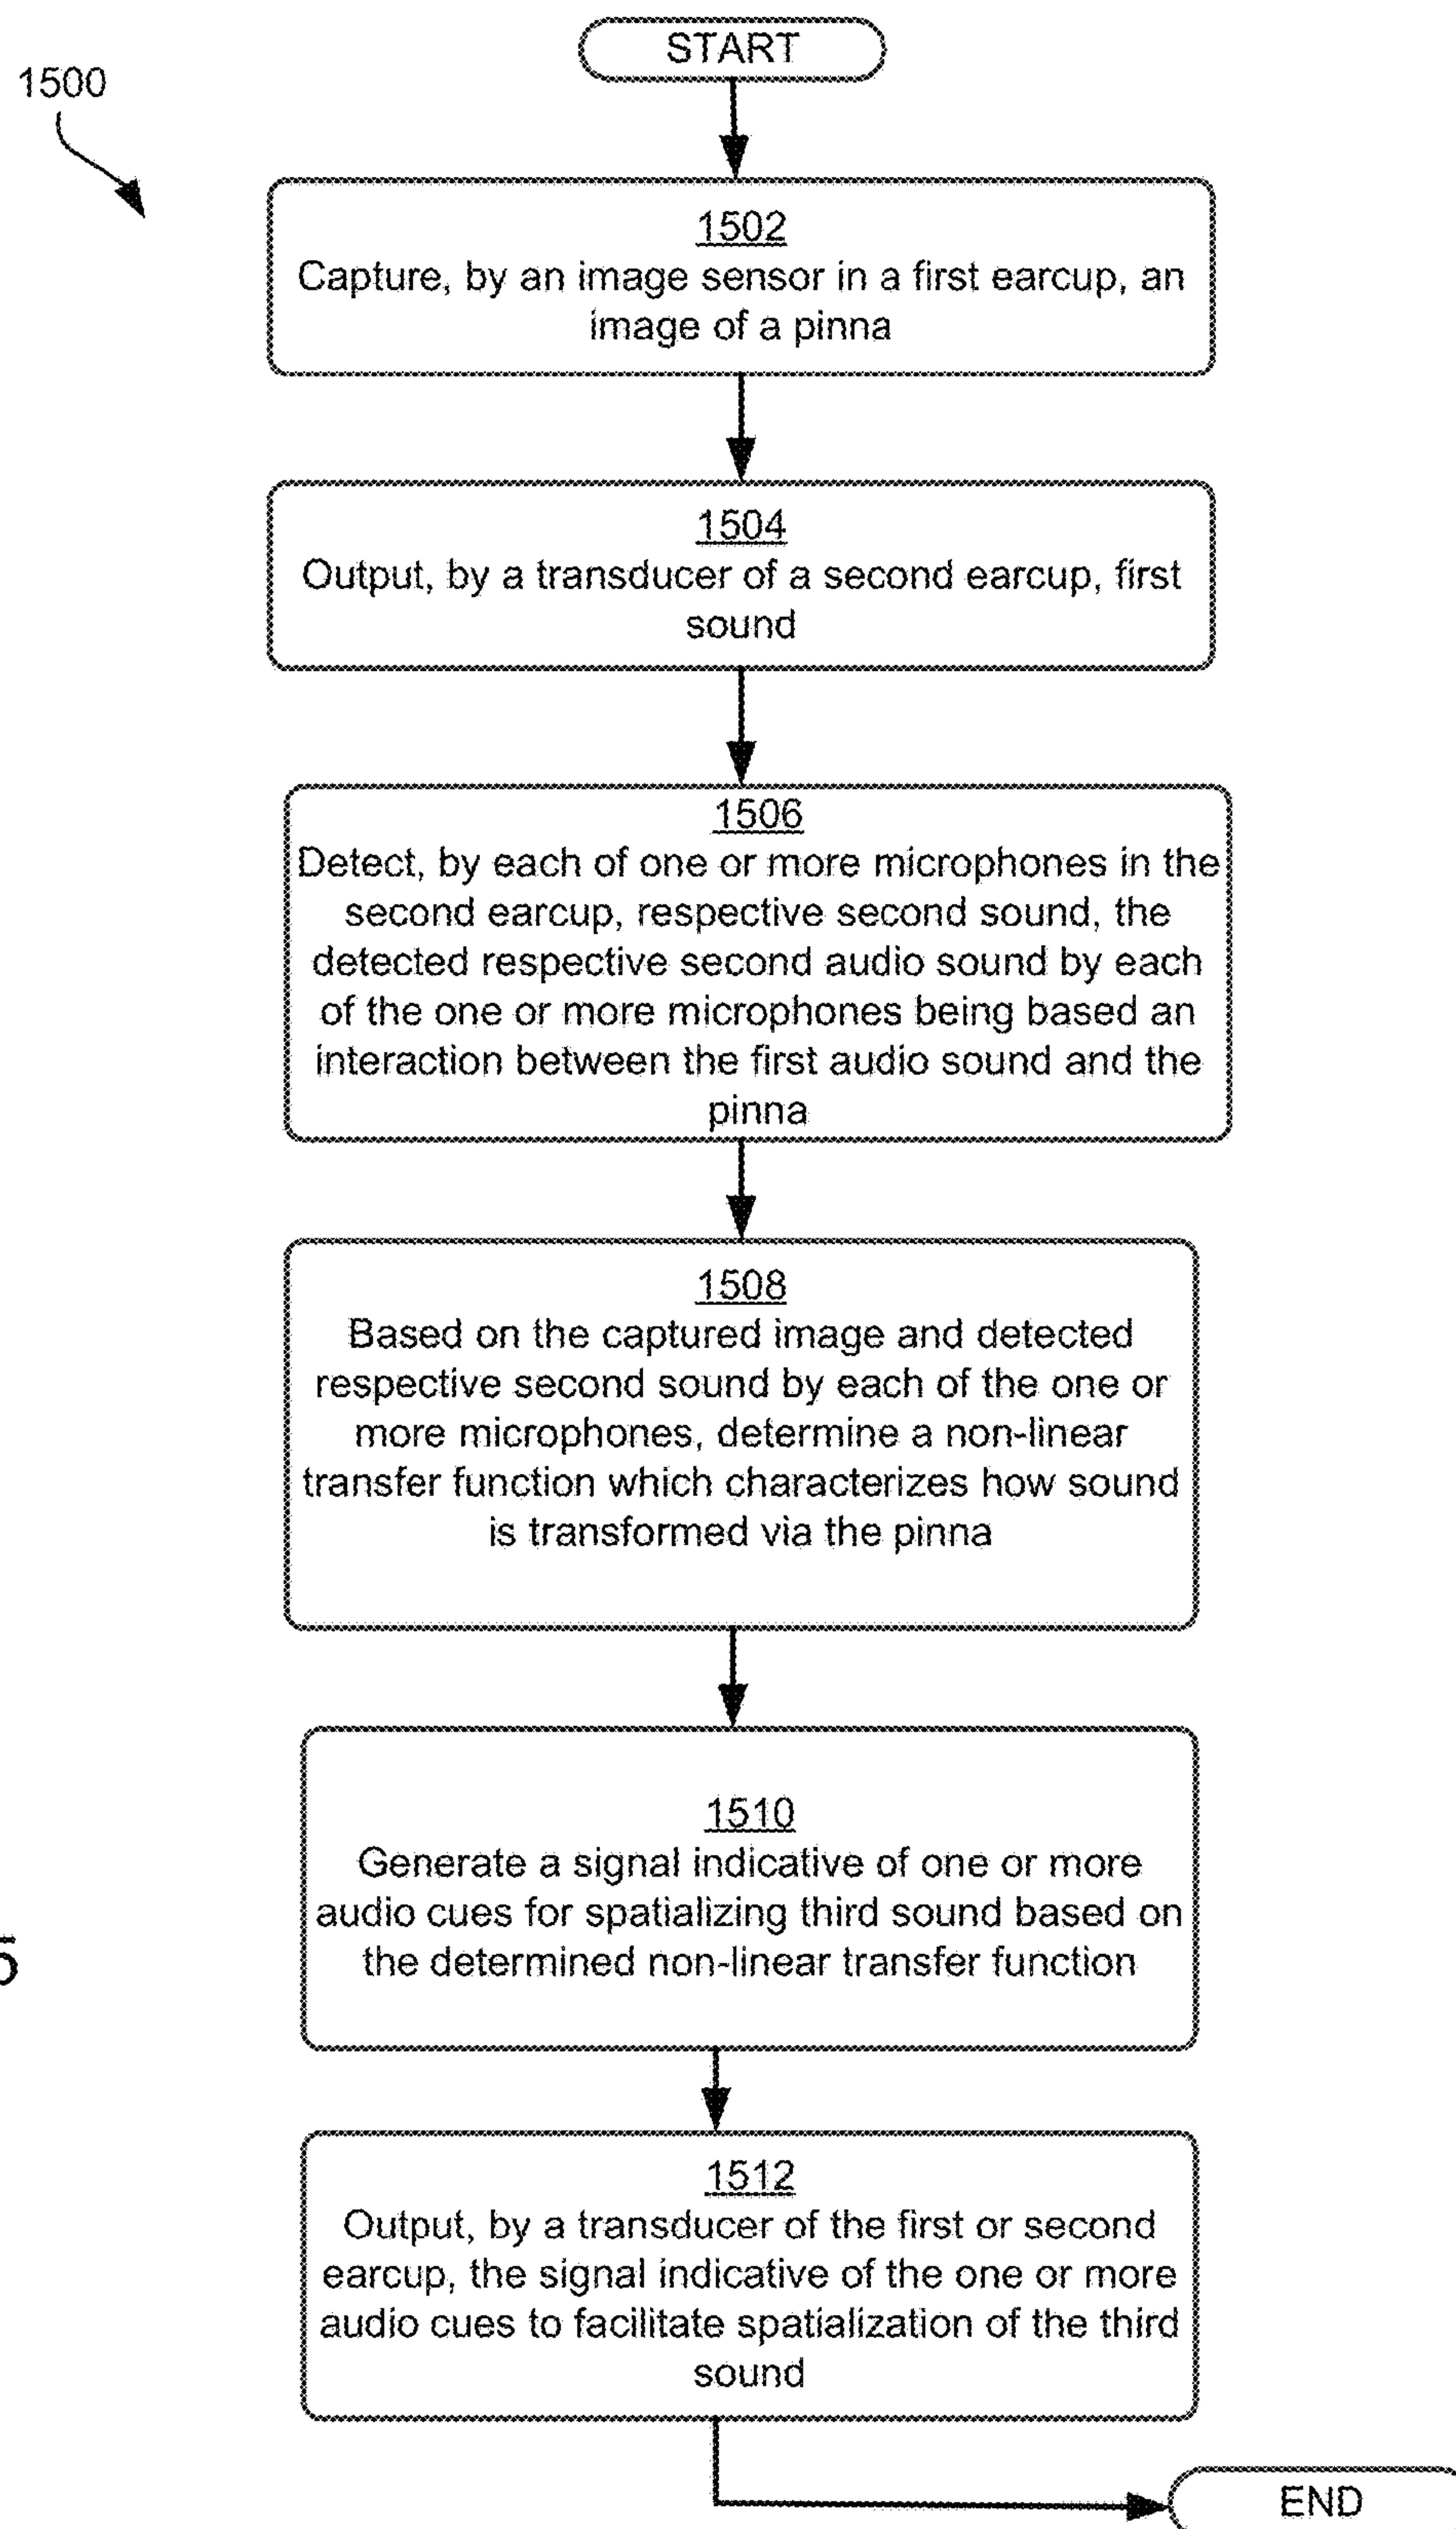 START
1500
1502
Capture, by an image sensor in a first earcup, an
image of a pinna
1504
Output, by a transducer of a second earcup, first
sound
1506
Detect, by each of one or more microphones in the
second earcup, respective second sound, the
detected respective second audio sound by each
of the one or more microphones being based an
interaction between the first audio sound and the
pinna
1508
Based on the captured image and detected
respective second sound by each of the one or
more microphones, determine a non-linear
transfer function which characterizes how sound
is transformed via the pinna
1510
Generate a signal indicative of one or more
audio cues for spatializing third sound based on
the determined non-linear transfer function
5
1512
Output, by a transducer of the first or second
earcup, the signal indicative of the one or more
audio cues to facilitate spatialization of the third
sound
END